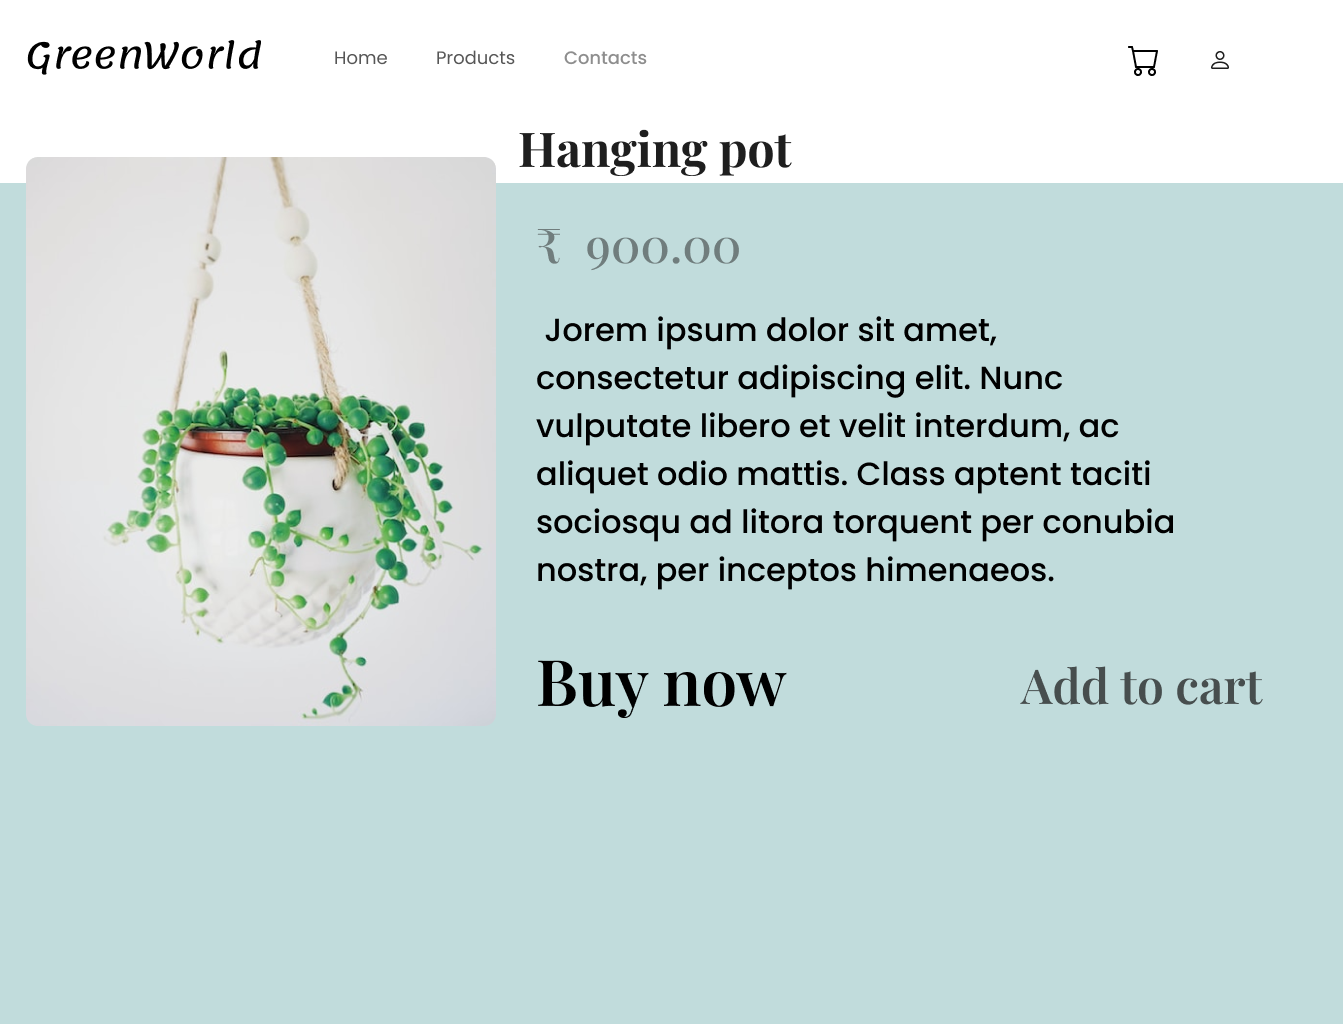 GreenWorld
Home Products Contacts
Hanging pot
₹ 900.00
Jorem ipsum dolor sit amet,
consectetur adipiscing elit. Nunc
vulputate libero et velit interdum, ac
aliquet odio mattis. Class aptent taciti
sociosqu ad litora torquent per conubia
nostra, per inceptos himenaeos.
Buy now Add to cart